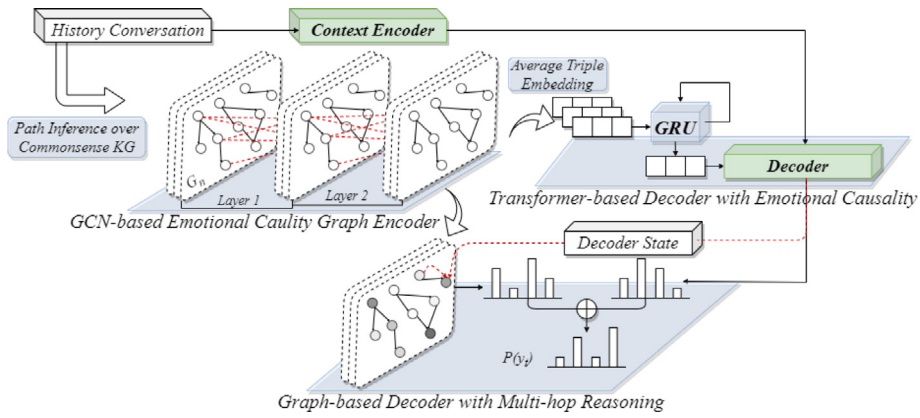 History Conversation
Context Encoder
Average Triple
Embedding
GRU
Path Inference over
Commonsense KG
Gn
Layer 1
Layer 2
Decoder
Transformer-based Decoder with Emotional Causality
GCN-based Emotional Caulity Graph Encoder
Decoder State
P(yt)
Graph-based Decoder with Multi-hop Reasoning